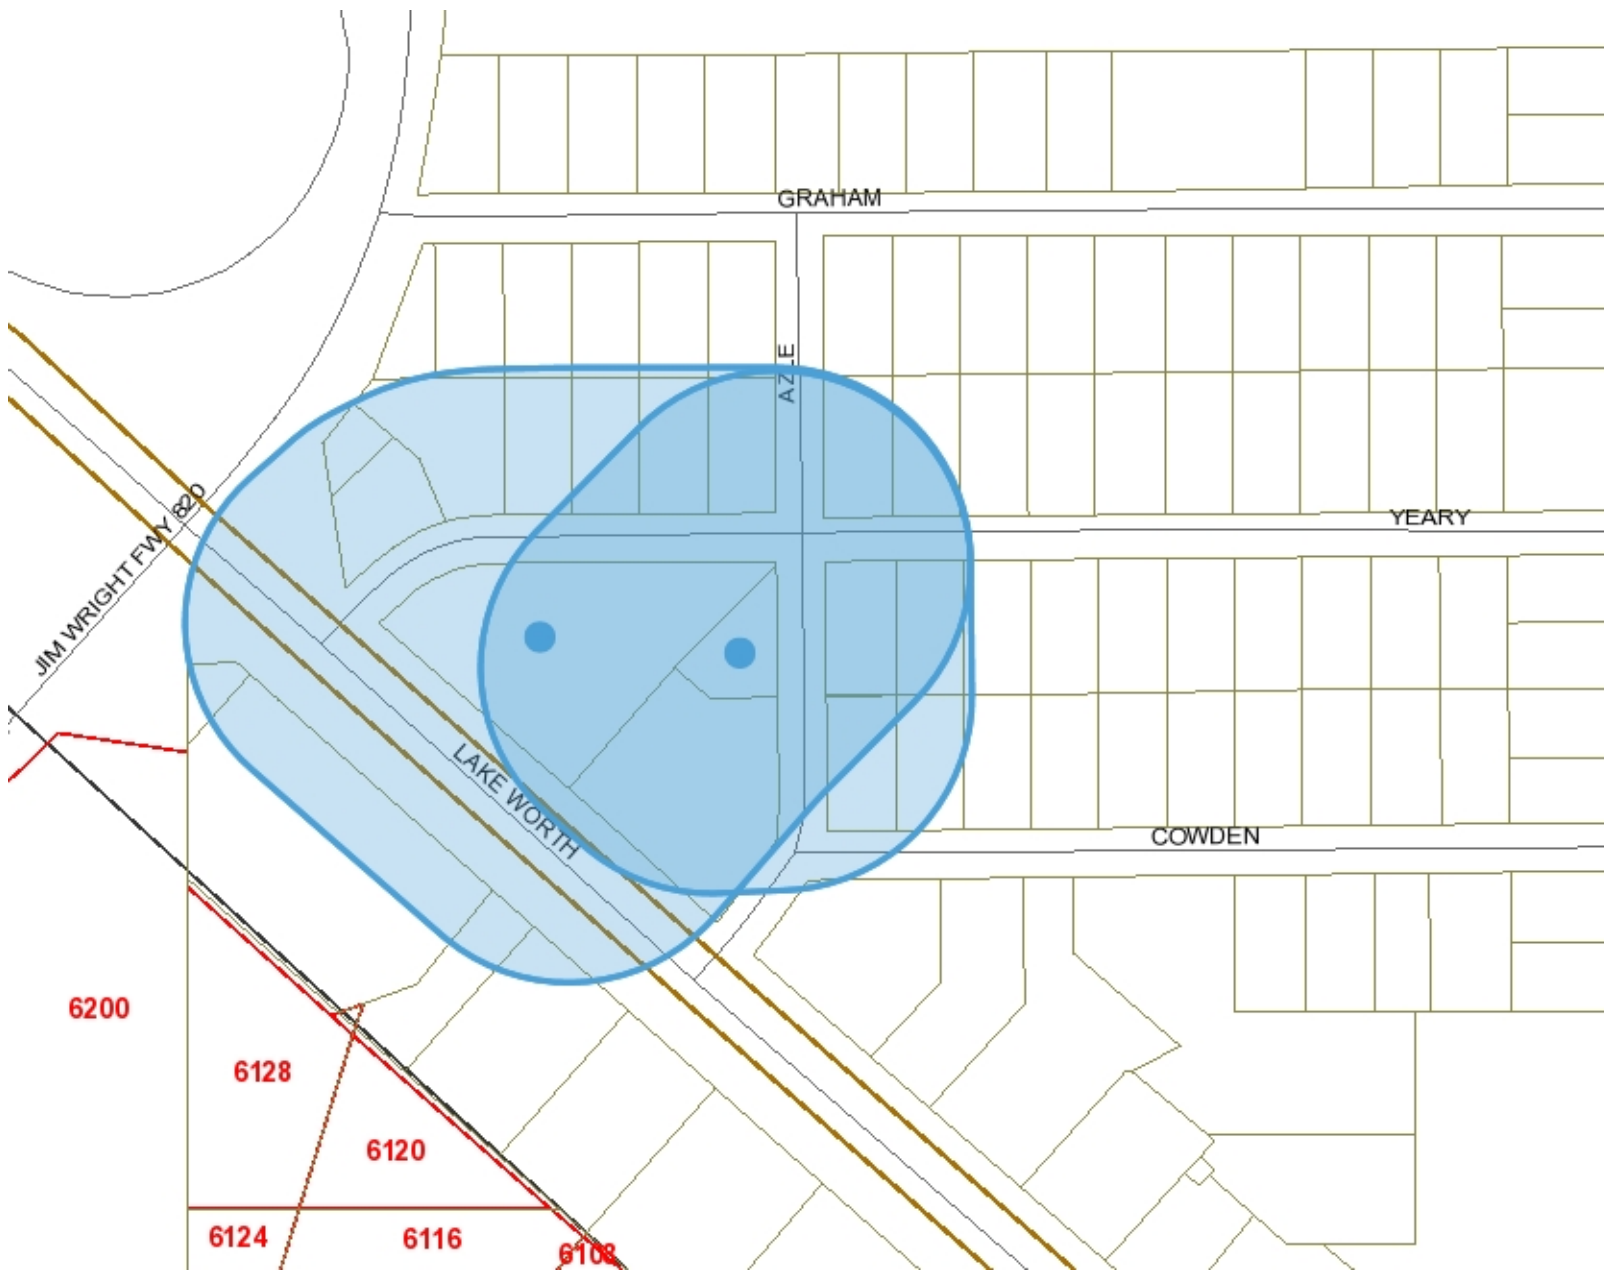 GRAHAM
AZLE
YEARY
JIM WRIGHT FWY 820
LAKE WORTH
COWDEN
6200
6128
6120
6124
6116
6108